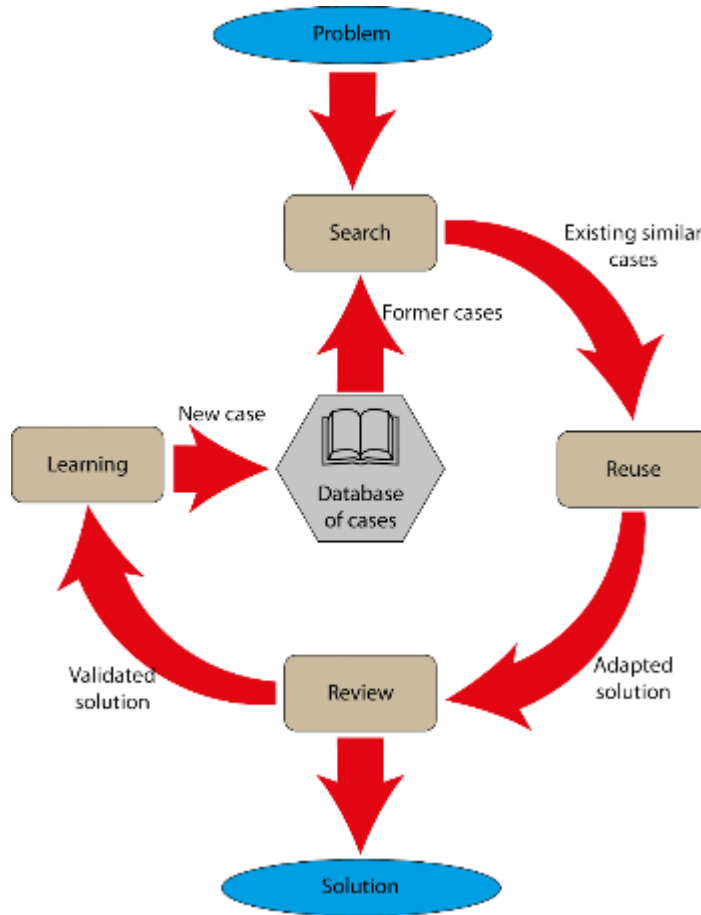 Problem
Search
Existing similar
cases
Former cases
New case
Learning
Database
of cases
Reuse
Validated
solution
Review
Adapted
solution
Solution